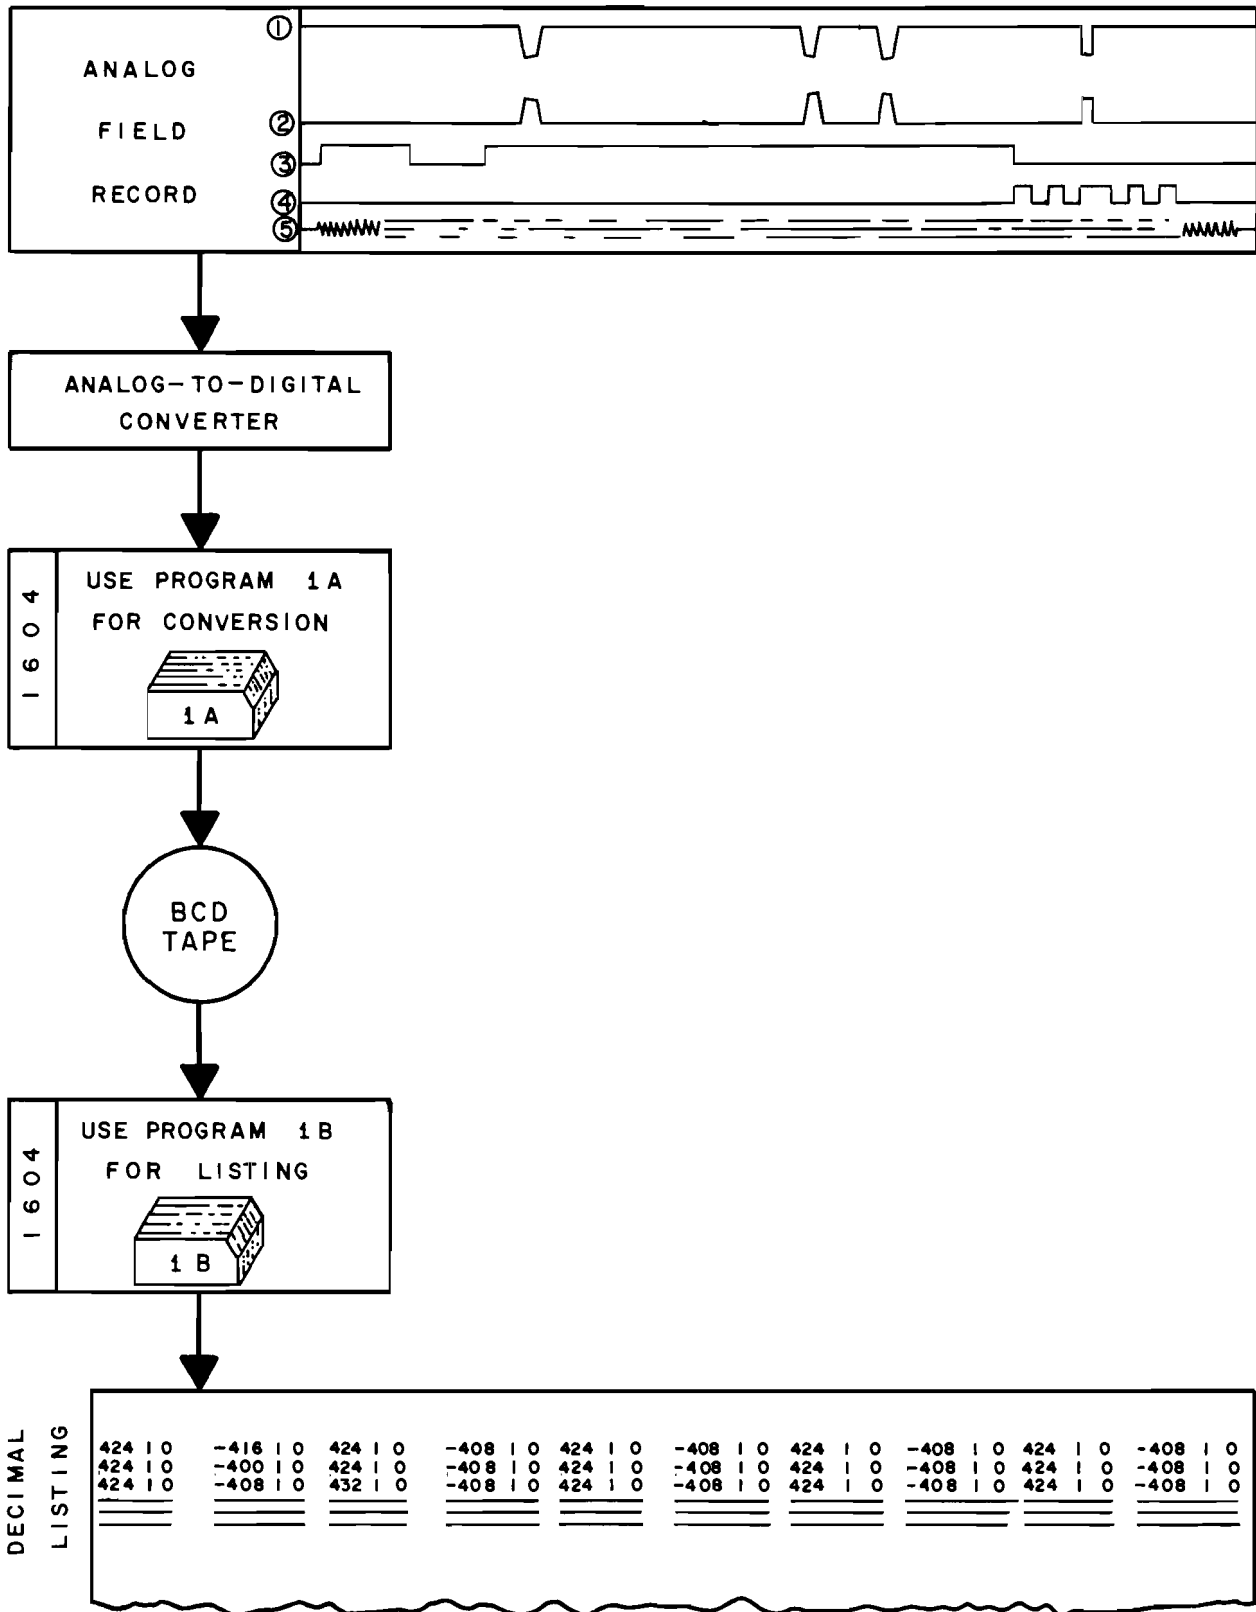 ANALOG
FIELD
RECORD
①
②
③
④
⑤
ANALOG-TO-DIGITAL
CONVERTER
1604
USE PROGRAM 1A
FOR CONVERSION
1A
BCD
TAPE
1604
USE PROGRAM 1B
FOR LISTING
1B
DECIMAL
LISTING
424 1 0 -416 1 0 424 1 0 -408 1 0 424 1 0 -408 1 0 424 1 0 -408 1 0 424 1 0 -408 1 0
424 1 0 -400 1 0 424 1 0 -408 1 0 424 1 0 -408 1 0 424 1 0 -408 1 0 424 1 0 -408 1 0
424 1 0 -408 1 0 432 1 0 -408 1 0 424 1 0 -408 1 0 424 1 0 -408 1 0 424 1 0 -408 1 0